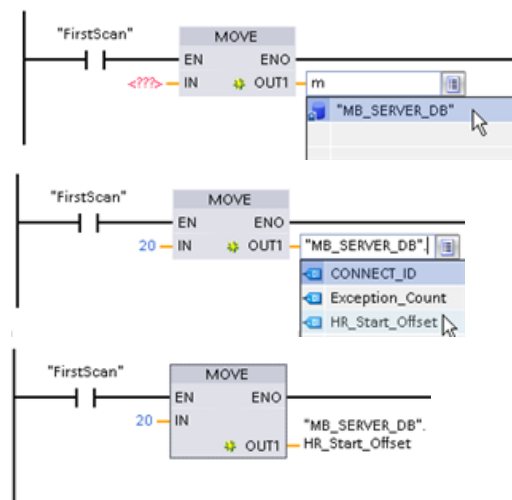 "FirstScan"
MOVE
EN ENO
<???> IN OUT1 m
"MB_SERVER_DB"
"FirstScan"
MOVE
EN ENO
20 IN OUT1 "MB_SERVER_DB".
CONNECT_ID
Exception_Count
HR_Start_Offset
"FirstScan"
MOVE
EN ENO
20 IN
"MB_SERVER_DB".
OUT1 HR_Start_Offset